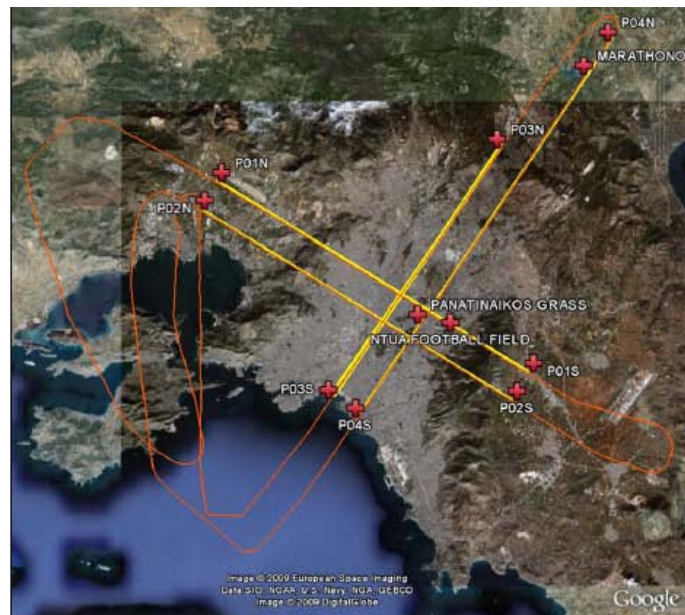 P04N
MARATHONO
P03N
P01N
P02N
PANATINAIKOS GRASS
NTUA FOOTBALL FIELD
P01S
P03S
P02S
P04S
Image © 2009 European Space Imaging
Data SIO, NOAA, U.S. Navy, NGA, GEBCO
Image © 2009 DigitalGlobe
Google